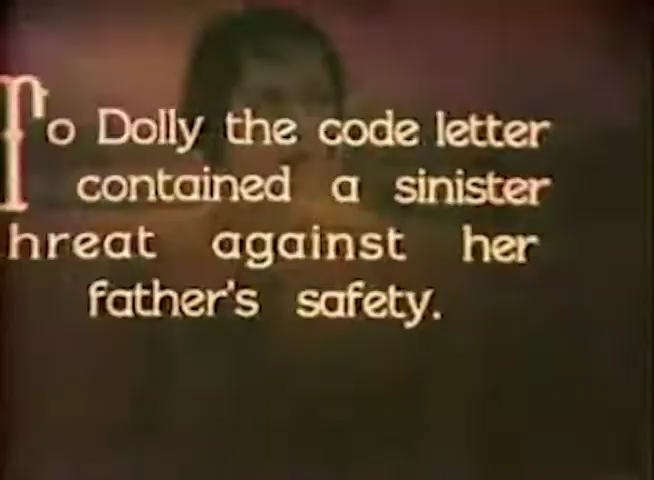 To Dolly the code letter
contained a sinister
hreat against her
father's safety.